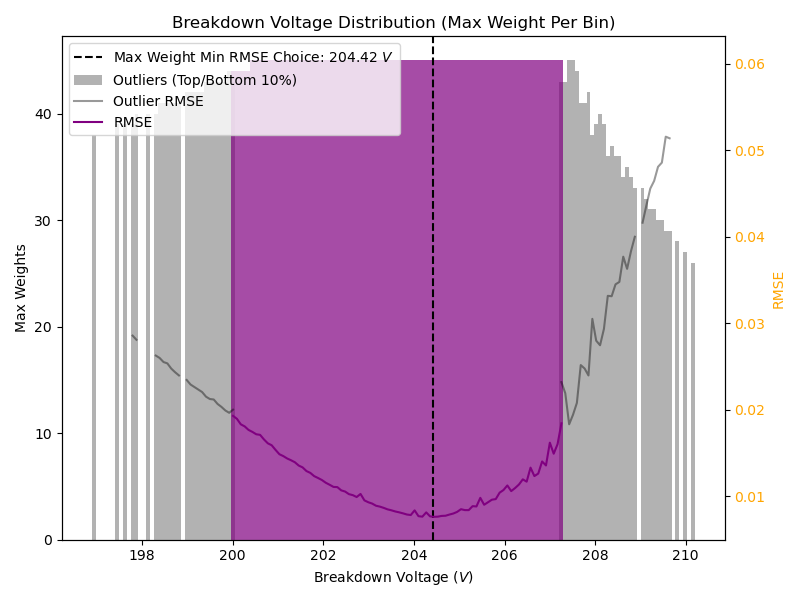 Breakdown Voltage Distribution (Max Weight Per Bin)
Max Weight Min RMSE Choice: 204.42 V
Outliers (Top/Bottom 10%)
Outlier RMSE
RMSE
Max Weights
0
10
20
30
40
0.06
0.05
0.04
0.03
0.02
0.01
RMSE
198
200
202
204
206
208
210
Breakdown Voltage (V)